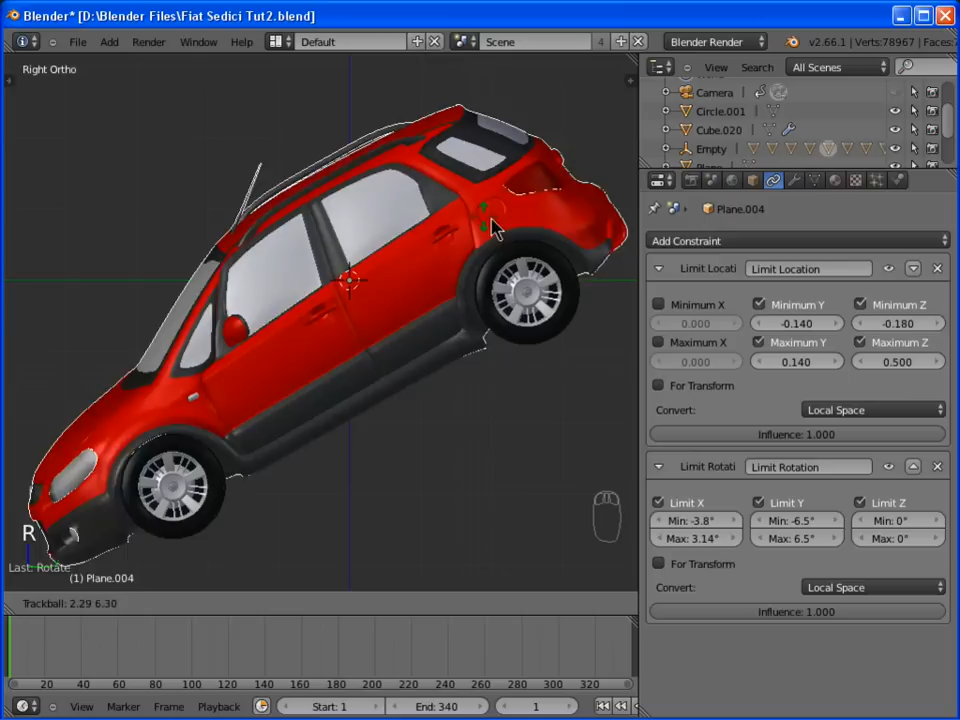 Blender* [D:\Blender Files\Fiat Sedici Tut2.blend]
File Add Render Window Help Default Scene 4 Blender Render v2.66.1 | Verts:78967 | Faces:7
Right Ortho
View Search All Scenes
Camera
Circle.001
Cube.020
Empty
Plane.004
Add Constraint
Limit Locati Limit Location
Minimum X Minimum Y Minimum Z
0.000 -0.140 -0.180
Maximum X Maximum Y Maximum Z
0.000 0.140 0.500
For Transform
Convert: Local Space
Influence: 1.000
Limit Rotati Limit Rotation
Limit X Limit Y Limit Z
Min: -3.8° Min: -6.5° Min: 0°
Max: 3.14° Max: 6.5° Max: 0°
For Transform
Convert: Local Space
Influence: 1.000
R
Last: Rotate
(1) Plane.004
Trackball: 2.29 6.30
20 40 60 80 100 120 140 160 180 200 220 240 260 280 300 320
View Marker Frame Playback Start: 1 End: 340 1